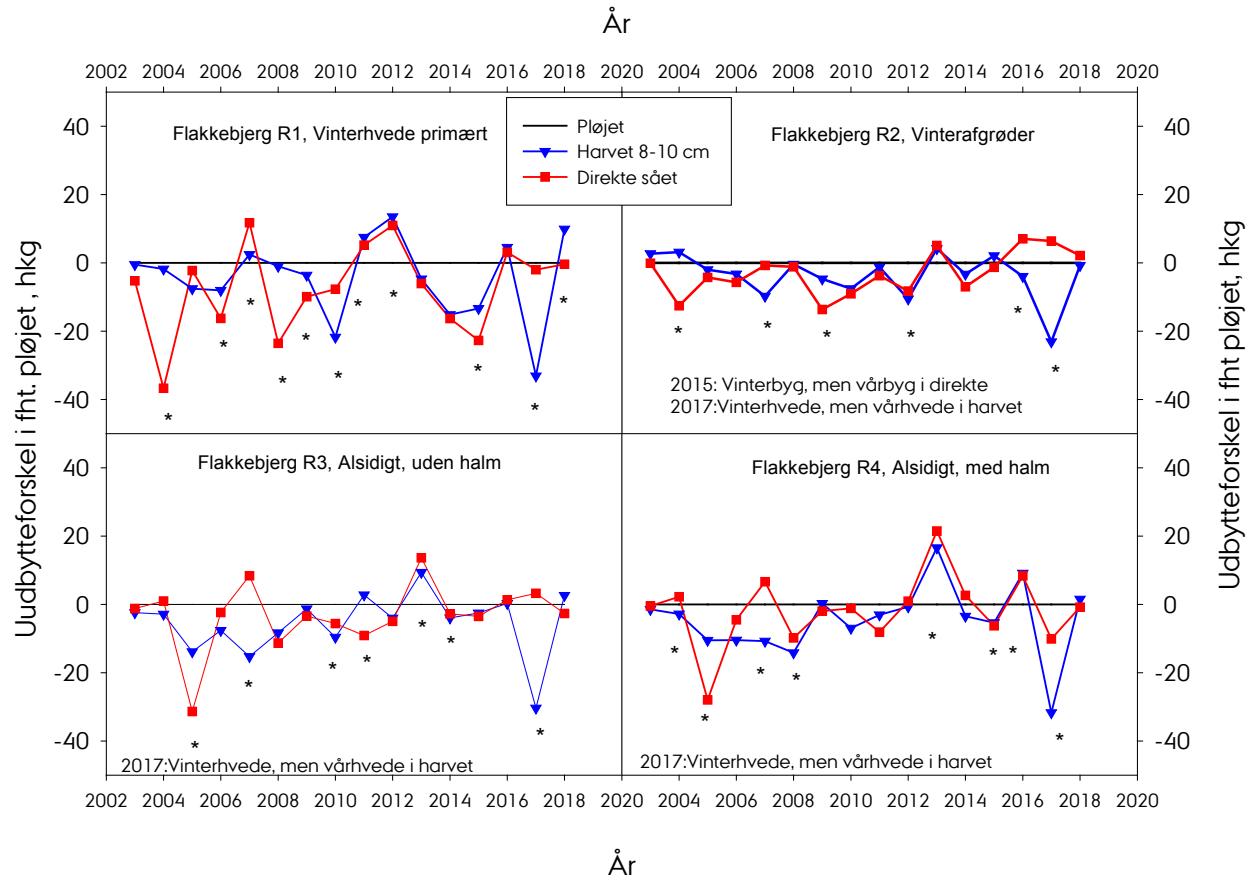 År
2002 2004 2006 2008 2010 2012 2014 2016 2018 2020 2004 2006 2008 2010 2012 2014 2016 2018 2020
Uudbytteforskel i fht. pløjet , hkg
Udbytteforskel i fht pløjet, hkg
Flakkebjerg R1, Vinterhvede primært
Pløjet
Harvet 8-10 cm
Direkte sået
Flakkebjerg R2, Vinterafgrøder
40 40
20 20
0 0
-20 -20
-40 -40
* * * * * * * * * *
* * * * * *
2015: Vinterbyg, men vårbyg i direkte
2017:Vinterhvede, men vårhvede i harvet
Flakkebjerg R3, Alsidigt, uden halm
Flakkebjerg R4, Alsidigt, med halm
40 40
20 20
0 0
-20 -20
-40 -40
* * * * * * *
* * * * * * * *
2017:Vinterhvede, men vårhvede i harvet
2017:Vinterhvede, men vårhvede i harvet
2002 2004 2006 2008 2010 2012 2014 2016 2018 2020 2004 2006 2008 2010 2012 2014 2016 2018 2020
År